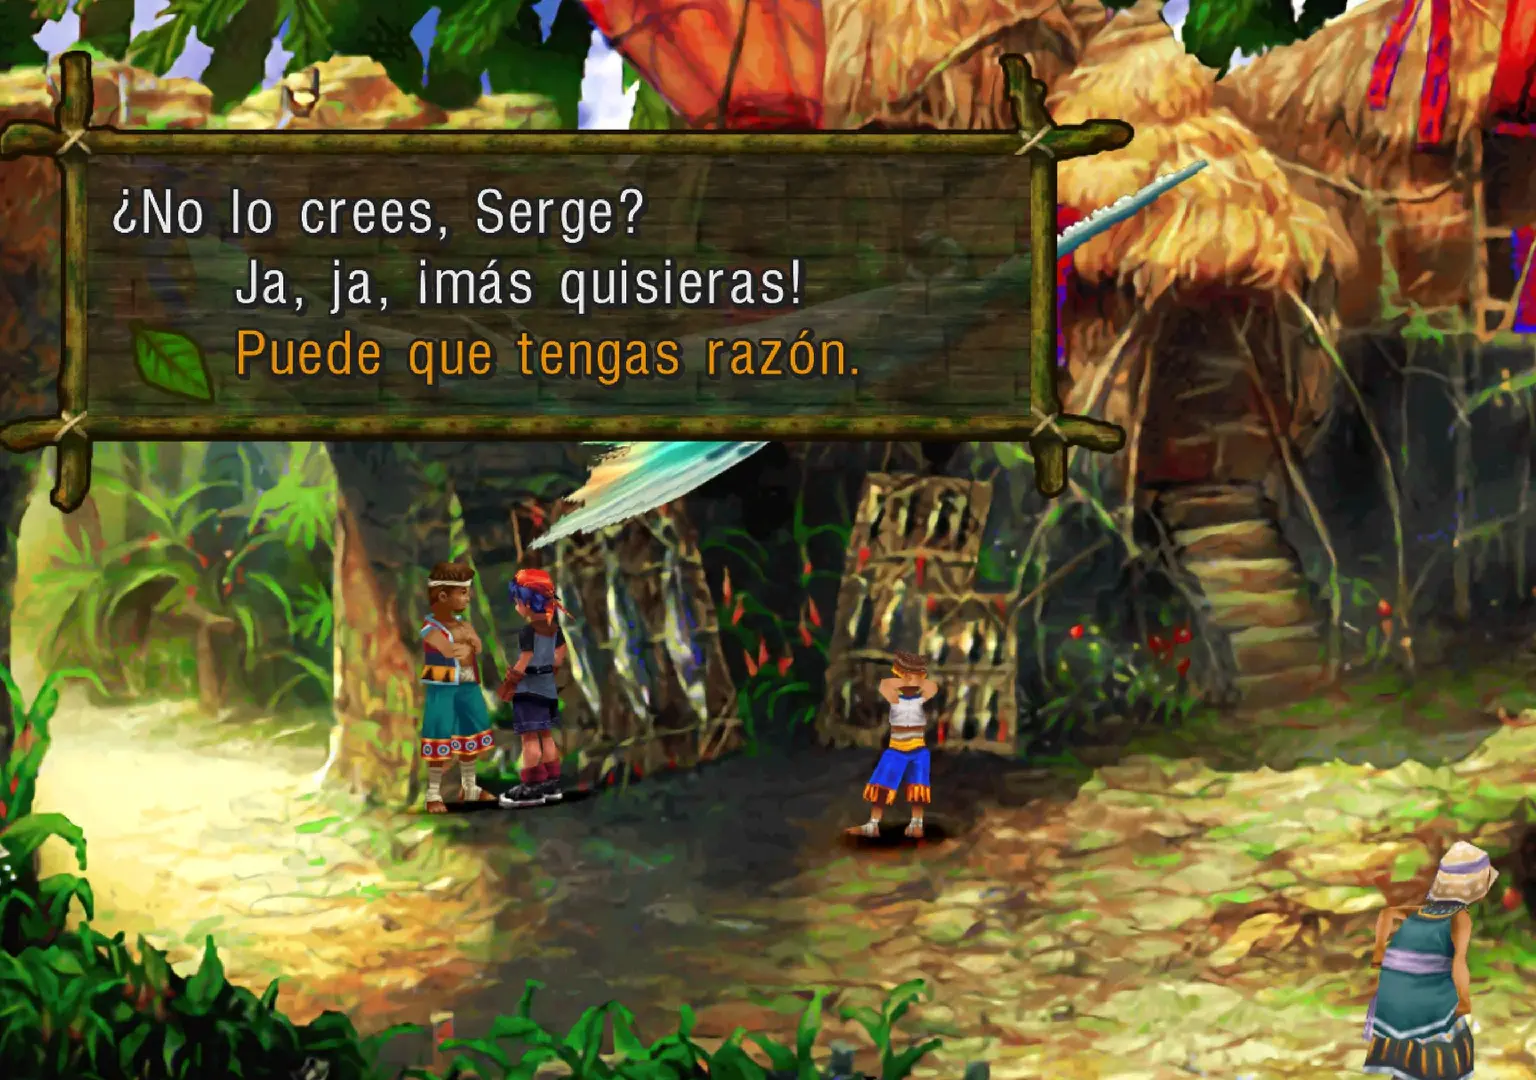 ¿No lo crees, Serge?
Ja, ja, ¡más quisieras!
Puede que tengas razón.